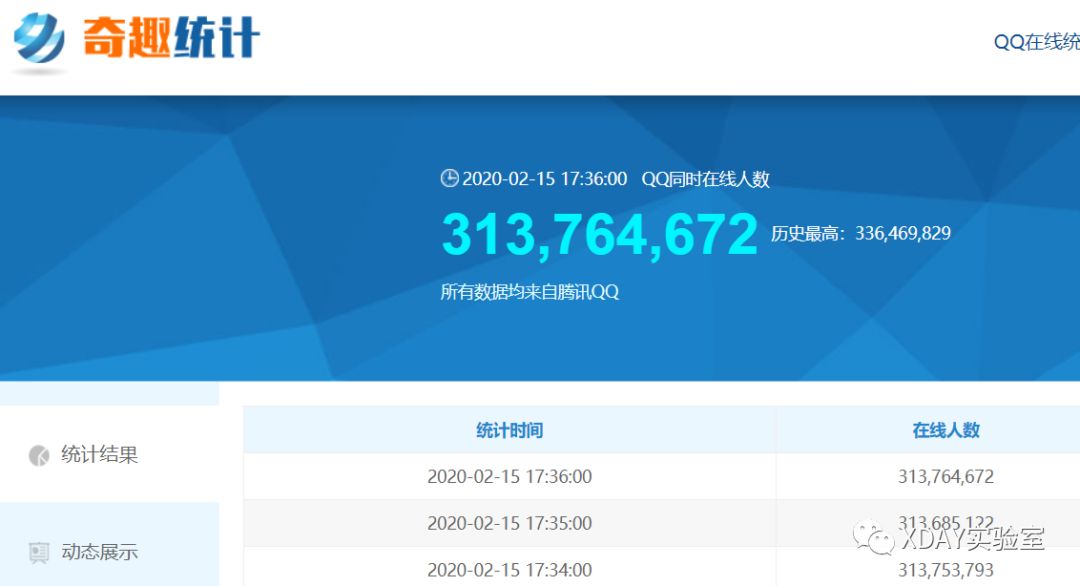 奇趣统计
QQ在线统
2020-02-15 17:36:00 QQ同时在线人数
313,764,672 历史最高：336,469,829
所有数据均来自腾讯QQ
统计时间 在线人数
统计结果
2020-02-15 17:36:00 313,764,672
2020-02-15 17:35:00 313,685,122
动态展示
XDAY实验室
2020-02-15 17:34:00 313,753,793